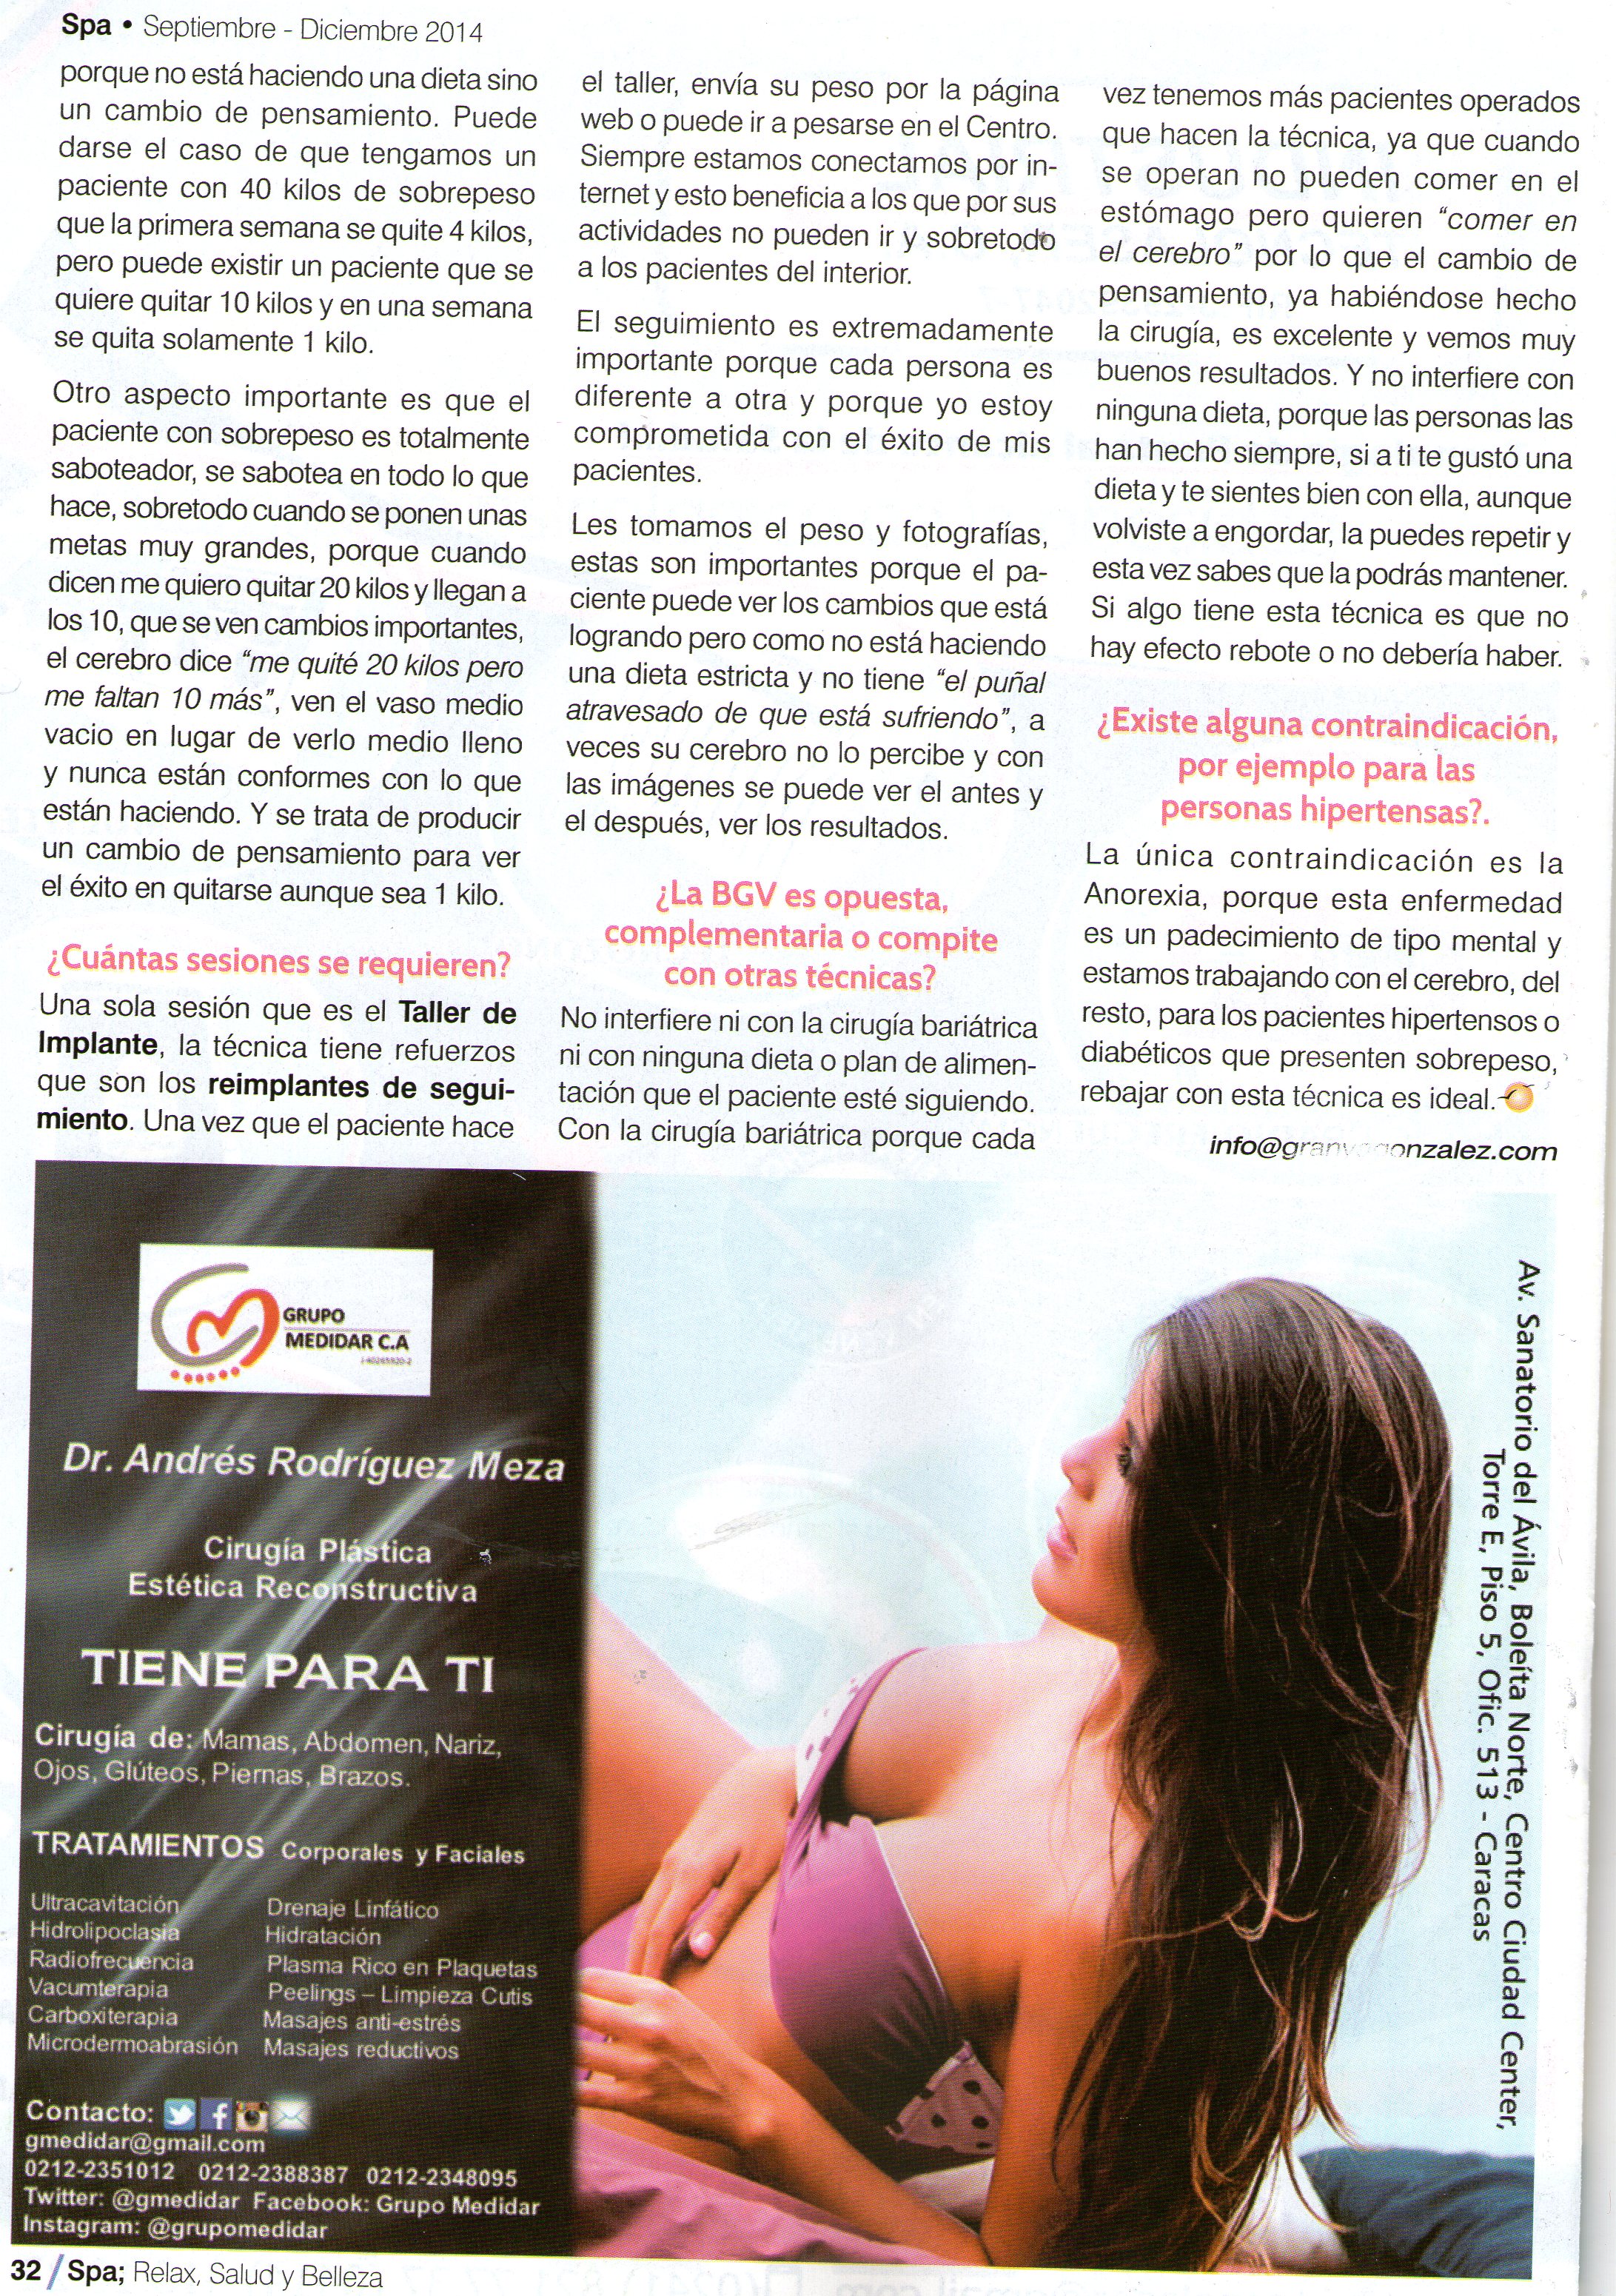 Spa • Septiembre - Diciembre 2014
porque no está haciendo una dieta sino
un cambio de pensamiento. Puede
darse el caso de que tengamos un
paciente con 40 kilos de sobrepeso
que la primera semana se quite 4 kilos,
pero puede existir un paciente que se
quiere quitar 10 kilos y en una semana
se quita solamente 1 kilo.
Otro aspecto importante es que el
paciente con sobrepeso es totalmente
saboteador, se sabotea en todo lo que
hace, sobretodo cuando se ponen unas
metas muy grandes, porque cuando
dicen me quiero quitar 20 kilos y llegan a
los 10, que se ven cambios importantes,
el cerebro dice “me quité 20 kilos pero
me faltan 10 más”, ven el vaso medio
vacio en lugar de verlo medio lleno
y nunca están conformes con lo que
están haciendo. Y se trata de producir
un cambio de pensamiento para ver
el éxito en quitarse aunque sea 1 kilo.
¿Cuántas sesiones se requieren?
Una sola sesión que es el Taller de
Implante, la técnica tiene refuerzos
que son los reimplantes de segui-
miento. Una vez que el paciente hace
el taller, envía su peso por la página
web o puede ir a pesarse en el Centro.
Siempre estamos conectamos por in-
ternet y esto beneficia a los que por sus
actividades no pueden ir y sobretodo
a los pacientes del interior.
El seguimiento es extremadamente
importante porque cada persona es
diferente a otra y porque yo estoy
comprometida con el éxito de mis
pacientes.
Les tomamos el peso y fotografías,
estas son importantes porque el pa-
ciente puede ver los cambios que está
logrando pero como no está haciendo
una dieta estricta y no tiene “el puñal
atravesado de que está sufriendo”, a
veces su cerebro no lo percibe y con
las imágenes se puede ver el antes y
el después, ver los resultados.
¿La BGV es opuesta,
complementaria o compite
con otras técnicas?
No interfiere ni con la cirugía bariátrica
ni con ninguna dieta o plan de alimen-
tación que el paciente esté siguiendo.
Con la cirugía bariátrica porque cada
vez tenemos más pacientes operados
que hacen la técnica, ya que cuando
se operan no pueden comer en el
estómago pero quieren “comer en
el cerebro” por lo que el cambio de
pensamiento, ya habiéndose hecho
la cirugía, es excelente y vemos muy
buenos resultados. Y no interfiere con
ninguna dieta, porque las personas las
han hecho siempre, si a ti te gustó una
dieta y te sientes bien con ella, aunque
volviste a engordar, la puedes repetir y
esta vez sabes que la podrás mantener.
Si algo tiene esta técnica es que no
hay efecto rebote o no debería haber.
¿Existe alguna contraindicación,
por ejemplo para las
personas hipertensas?.
La única contraindicación es la
Anorexia, porque esta enfermedad
es un padecimiento de tipo mental y
estamos trabajando con el cerebro, del
resto, para los pacientes hipertensos o
diabéticos que presenten sobrepeso,
rebajar con esta técnica es ideal.
GRUPO
MEDIDAR C.A
Dr. Andrés Rodríguez Meza
Cirugía Plástica
Estética Reconstructiva
TIENE PARA TI
Cirugía de: Mamas, Abdomen, Nariz,
Ojos, Glúteos, Piernas, Brazos.
TRATAMIENTOS Corporales y Faciales
Ultracavitación Drenaje Linfático
Hidrolipoclasia Hidratación
Radiofrecuencia Plasma Rico en Plaquetas
Vacumterapia Peelings – Limpieza Cutis
Carboxiterapia Masajes anti-estrés
Microdermoabrasión Masajes reductivos
Contacto:
gmedidar@gmail.com
0212-2351012 0212-2388387 0212-2348095
Twitter: @gmedidar Facebook: Grupo Medidar
Instagram: @grupomedidar
Av. Sanatorio del Ávila, Boleíta Norte, Centro Ciudad Center,
Torre E, Piso 5, Ofic. 513 - Caracas
32 / Spa; Relax, Salud y Belleza